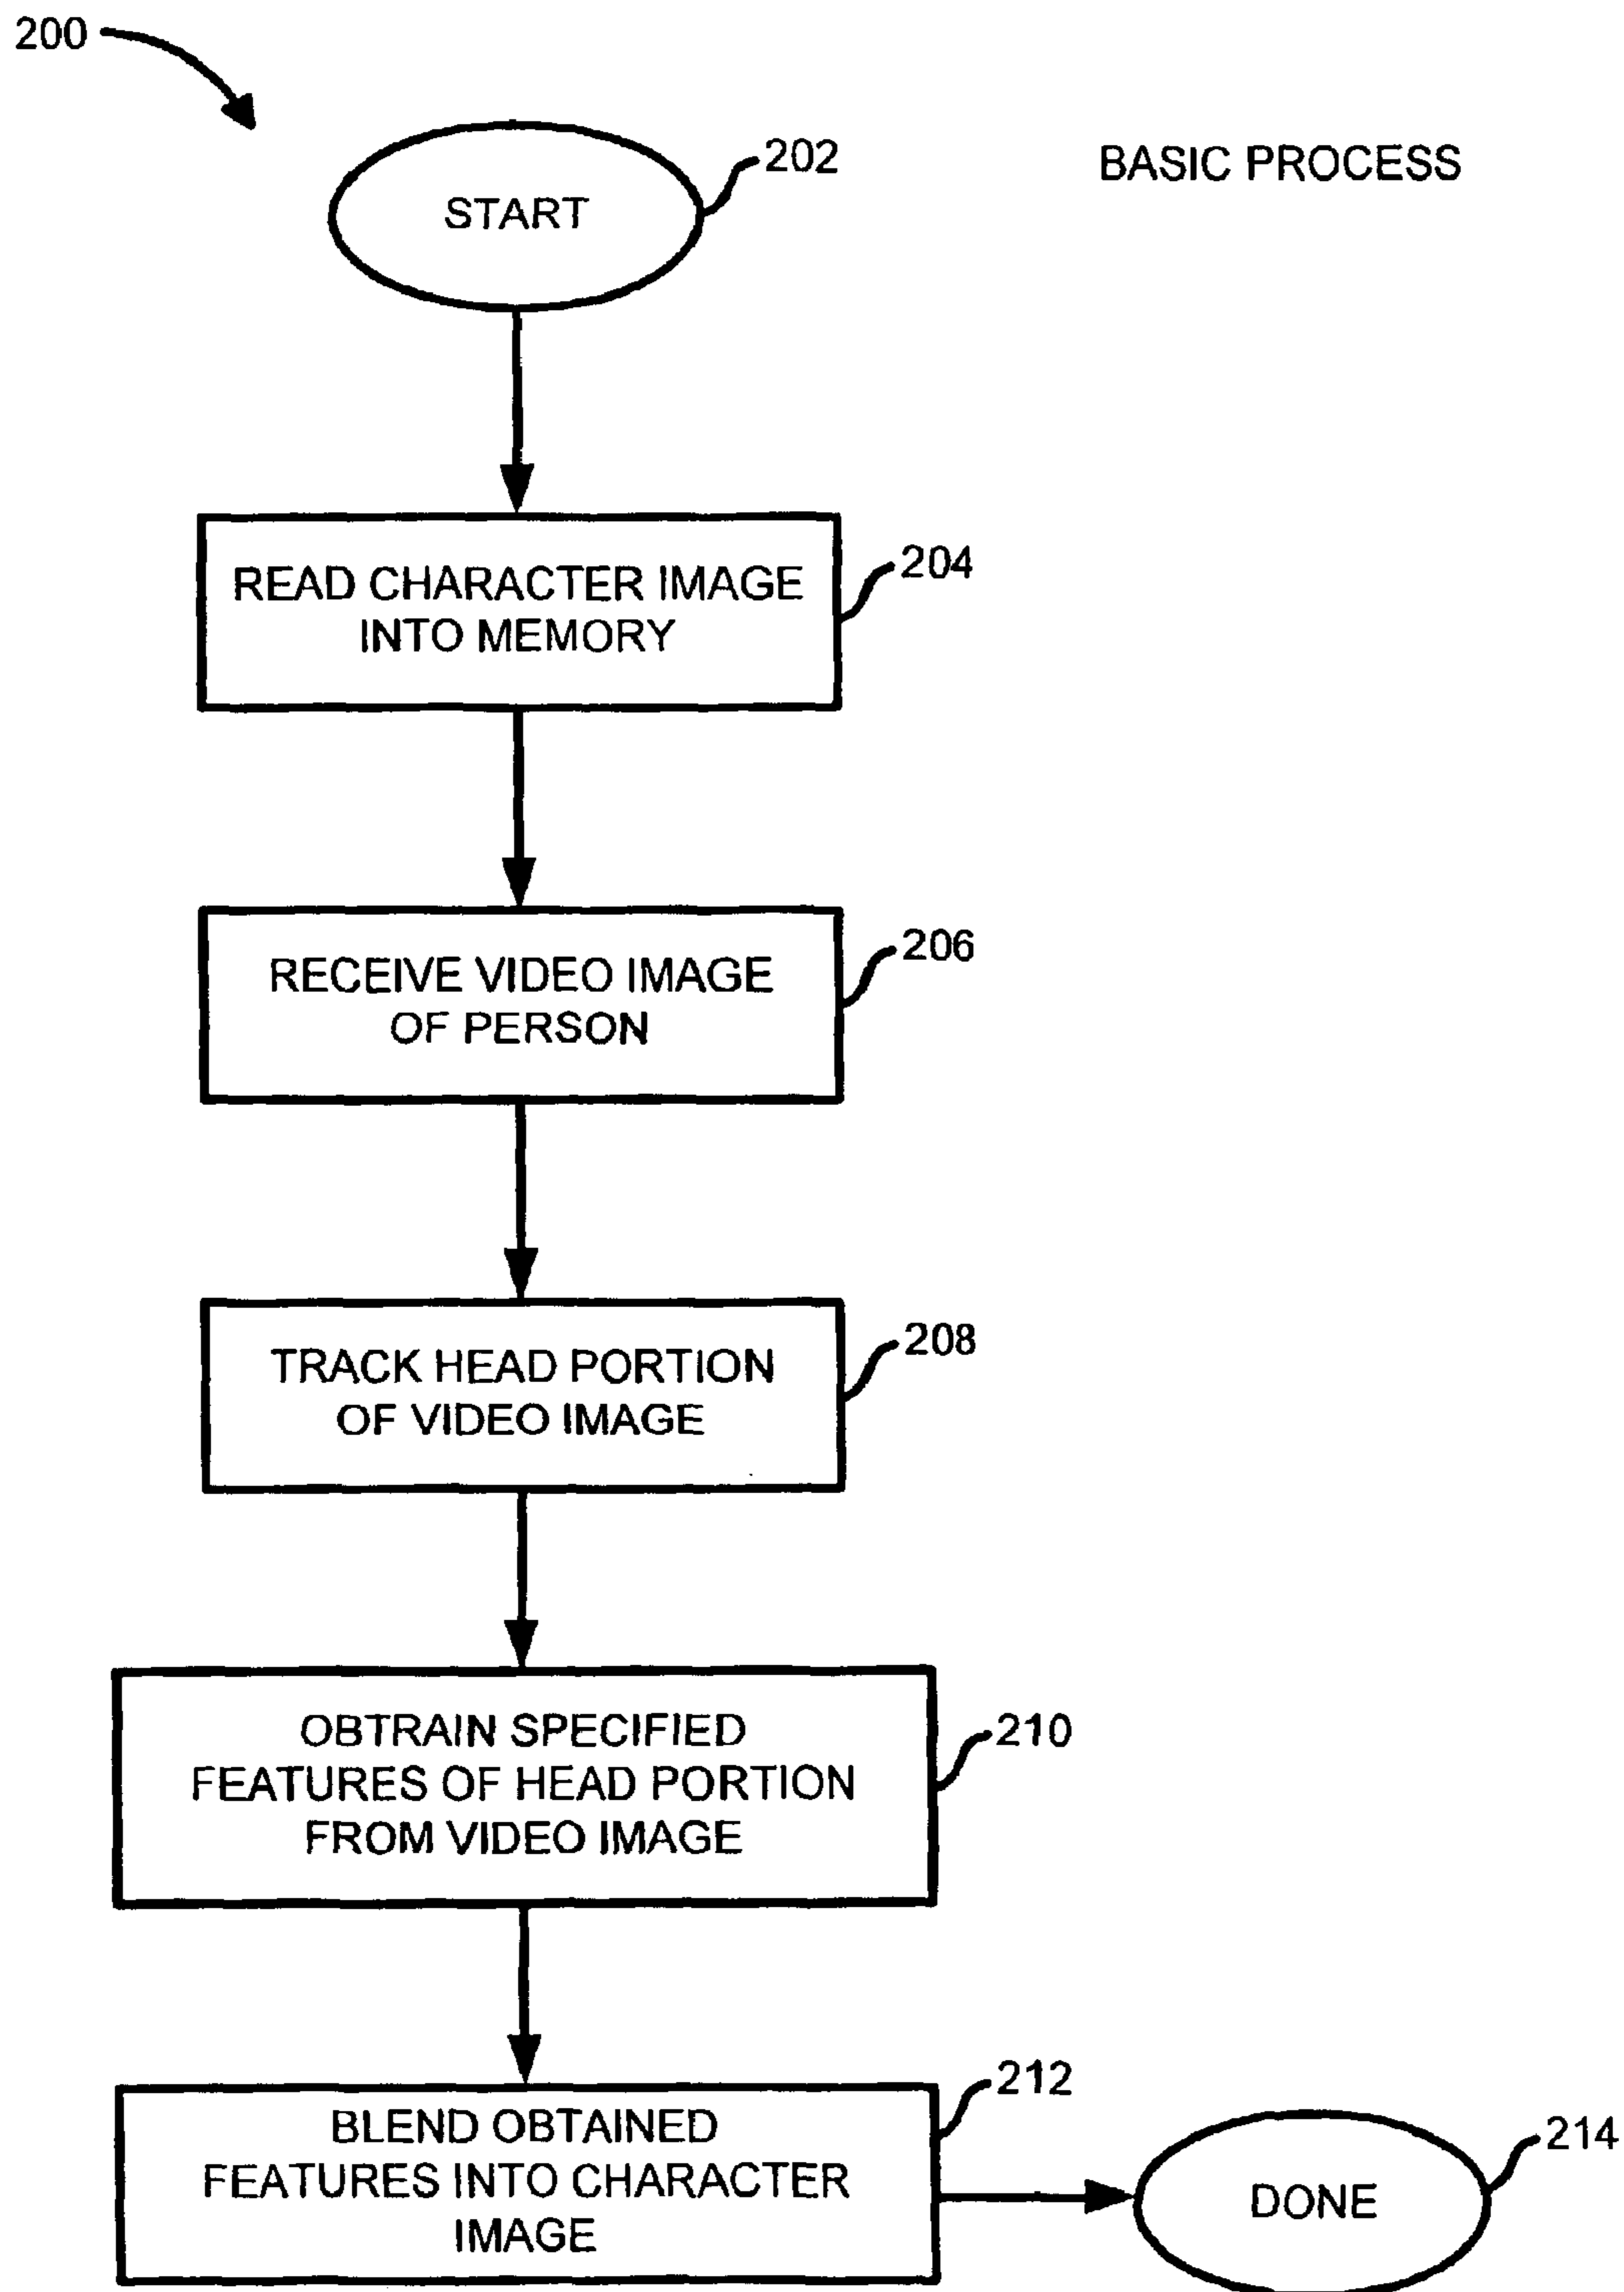 200
202
BASIC PROCESS
START
204
READ CHARACTER IMAGE
INTO MEMORY
206
RECEIVE VIDEO IMAGE
OF PERSON
208
TRACK HEAD PORTION
OF VIDEO IMAGE
210
OBTRAIN SPECIFIED
FEATURES OF HEAD PORTION
FROM VIDEO IMAGE
212
BLEND OBTAINED
FEATURES INTO CHARACTER
IMAGE
214
DONE